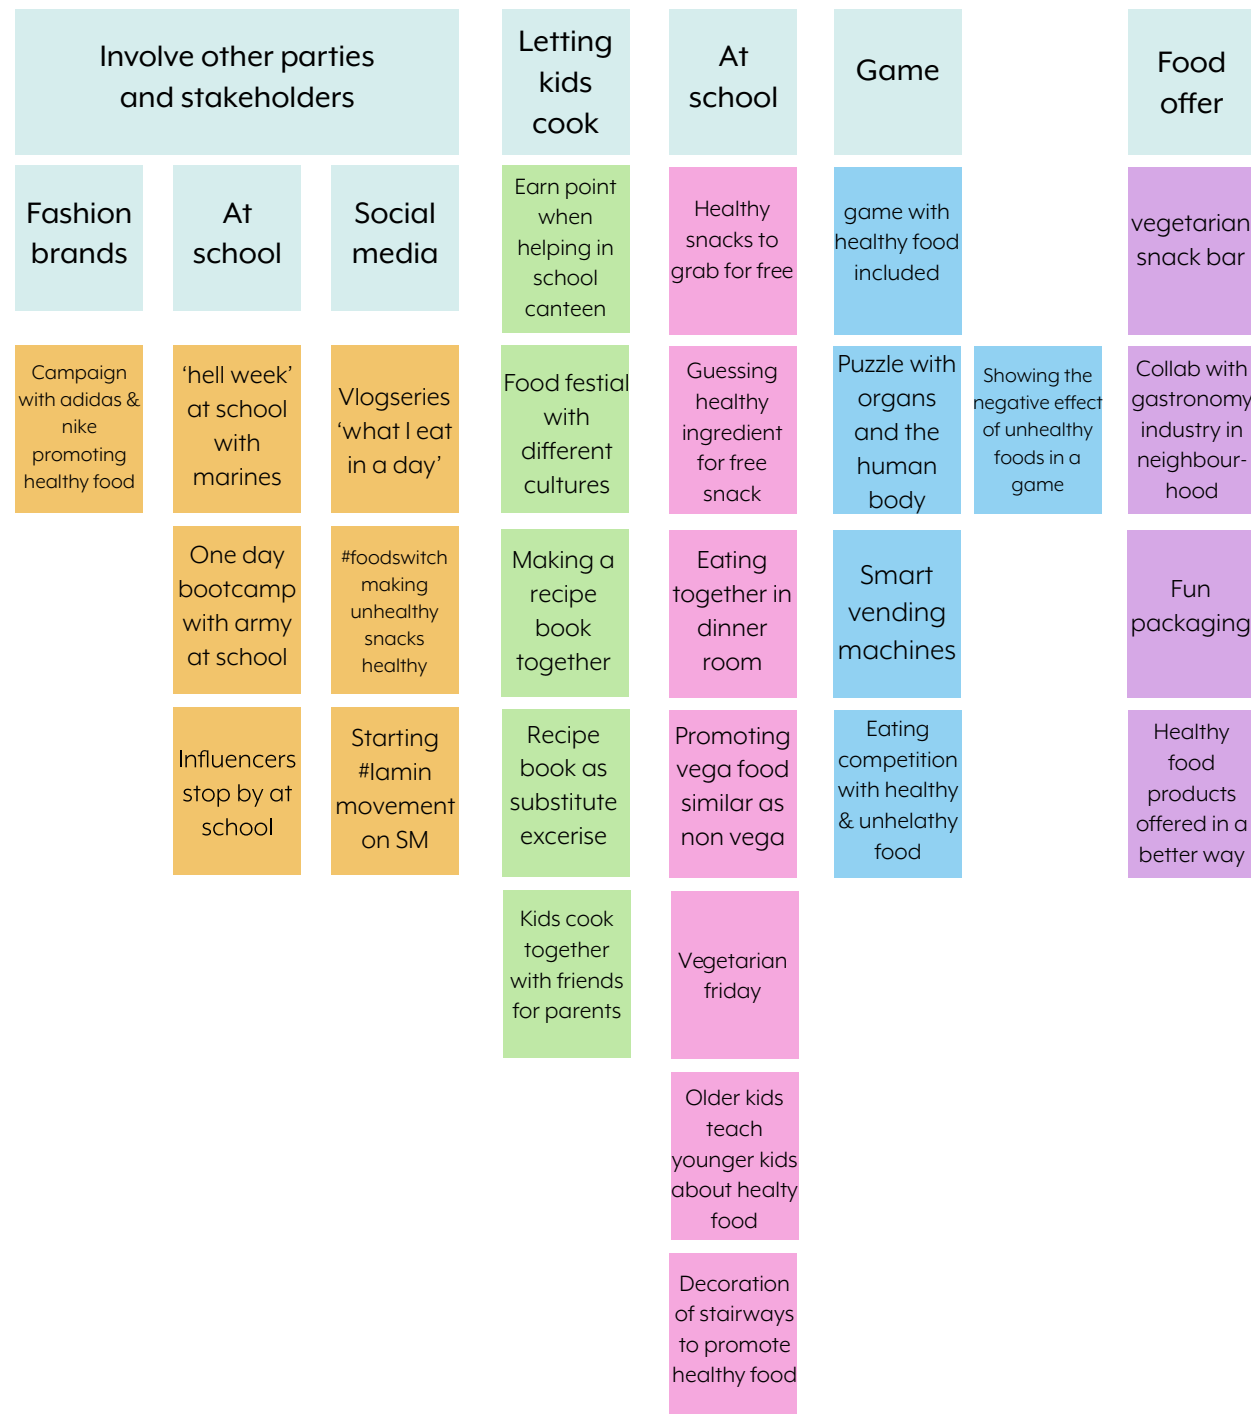 Involve other parties
and stakeholders
Fashion
brands
Campaign
with adidas &
nike
promoting
healthy food
At
school
'hell week'
at school
with
marines
One day
bootcamp
with army
at school
Influencers
stop by at
school
Social
media
Vlogseries
'what I eat
in a day'
#foodswitch
making
unhealthy
snacks
healthy
Starting
#Iamin
movement
on SM
Letting
kids
cook
Earn point
when
helping in
school
canteen
Food festial
with
different
cultures
Making a
recipe
book
together
Recipe
book as
substitute
excerise
Kids cook
together
with friends
for parents
At
school
Healthy
snacks to
grab for free
Guessing
healthy
ingredient
for free
snack
Eating
together in
dinner
room
Promoting
vega food
similar as
non vega
Vegetarian
friday
Older kids
teach
younger kids
about healty
food
Decoration
of stairways
to promote
healthy food
Game
game with
healthy food
included
Puzzle with
organs
and the
human
body
Showing the
negative effect
of unhealthy
foods in a
game
Smart
vending
machines
Eating
competition
with healthy
& unhelathy
food
Food
offer
vegetarian
snack bar
Collab with
gastronomy
industry in
neighbour-
hood
Fun
packaging
Healthy
food
products
offered in a
better way